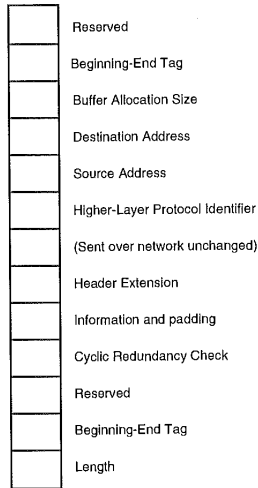 Reserved
Beginning-End Tag
Buffer Allocation Size
Destination Address
Source Address
Higher-Layer Protocol Identifier
(Sent over network unchanged)
Header Extension
Information and padding
Cyclic Redundancy Check
Reserved
Beginning-End Tag
Length